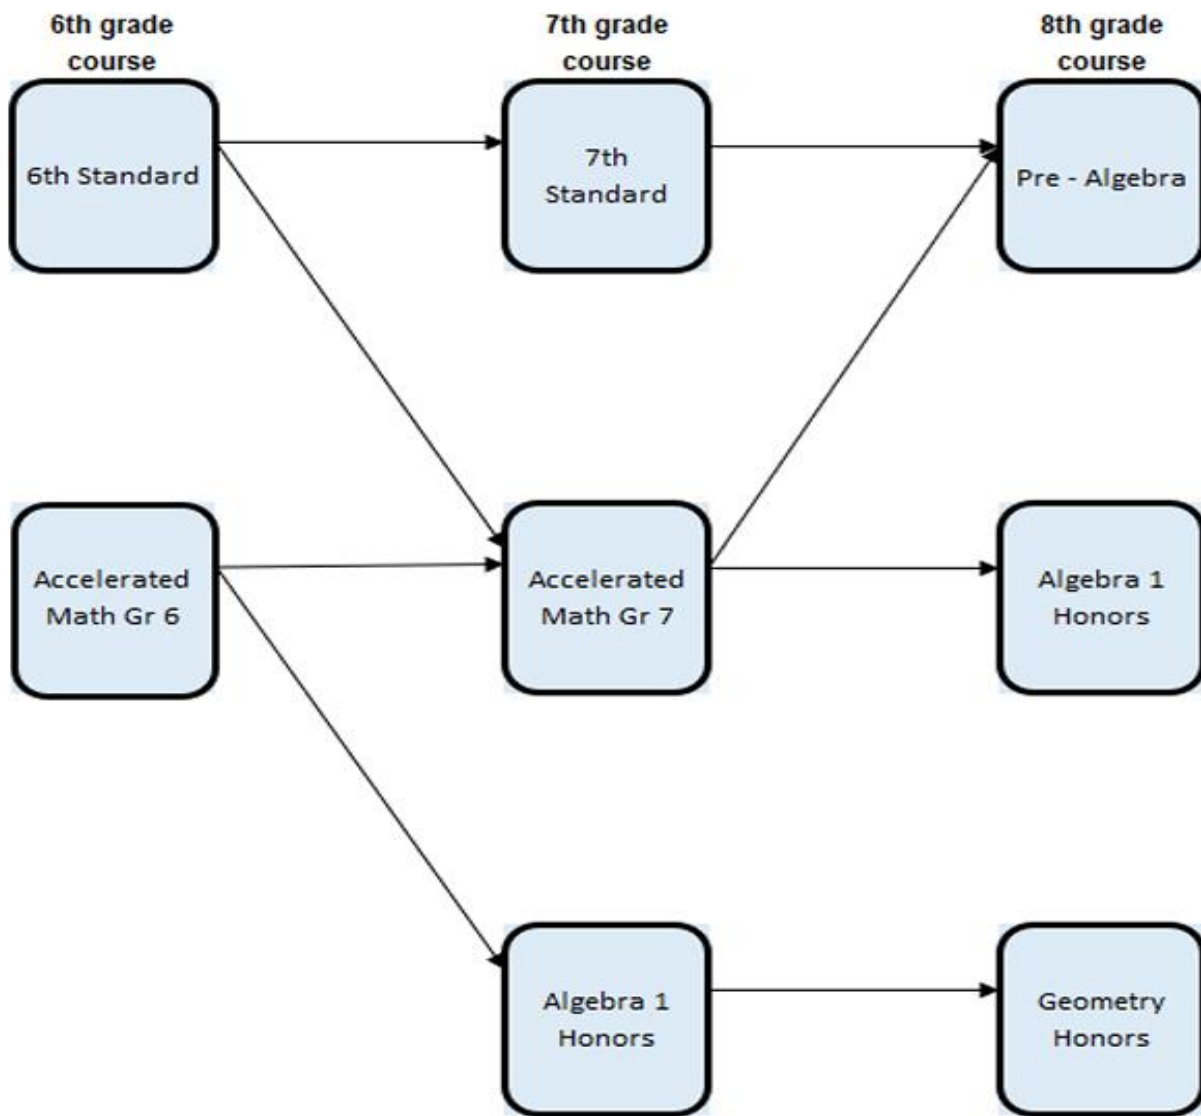 6th grade
course
7th grade
course
8th grade
course
6th Standard
7th
Standard
Pre - Algebra
Accelerated
Math Gr 6
Accelerated
Math Gr 7
Algebra 1
Honors
Algebra 1
Honors
Geometry
Honors